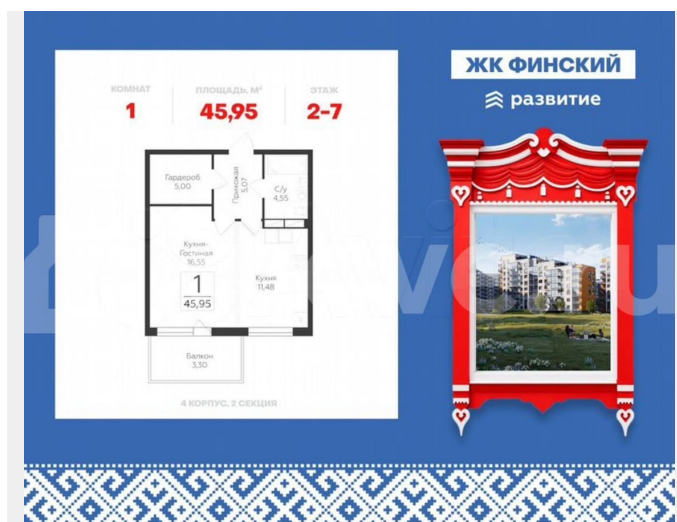 ЖК ФИНСКИЙ
развитие
КОМНАТ
ПЛОЩАДЬ, М²
ЭТАЖ
1
45,95
2-7
Гардероб
5,00
Прихожая
5,07
С/у
4,55
Кухня-
Гостиная
16,55
1
45,95
Кухня
11,48
Балкон
3,30
4 КОРПУС, 2 СЕКЦИЯ